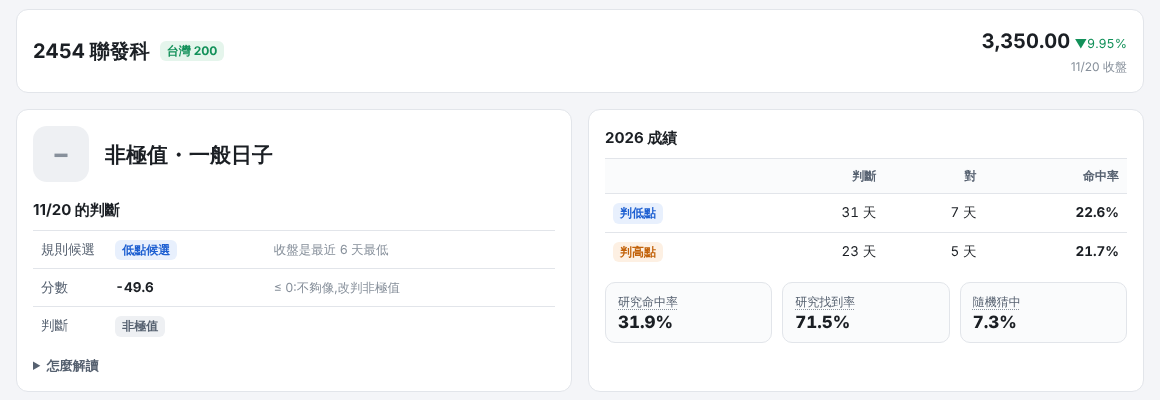 2454 聯發科 台灣 200
3,350.00 ▼9.95%
11/20 收盤
– 非極值・一般日子
11/20 的判斷
規則候選 低點候選 收盤是最近 6 天最低
分數 -49.6 ≤ 0:不夠像,改判非極值
判斷 非極值
▶ 怎麼解讀
2026 成績
判斷 對 命中率
判低點 31 天 7 天 22.6%
判高點 23 天 5 天 21.7%
研究命中率 研究找到率 隨機猜中
31.9% 71.5% 7.3%